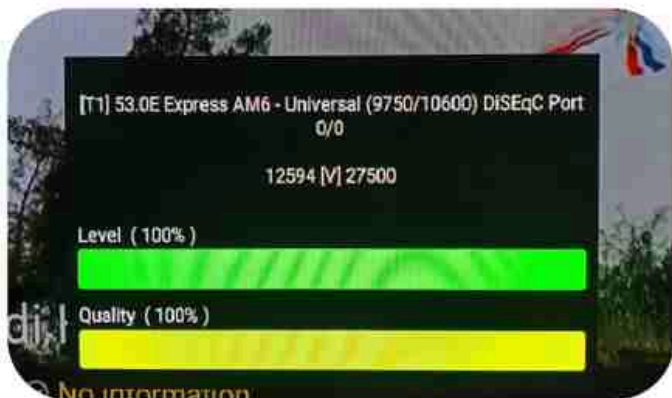 [T1] 53.0E Express AM6 - Universal (9750/10600) DiSEqC Port
0/0
12594 [V] 27500
Level ( 100% )
Quality ( 100% )
di,
No information